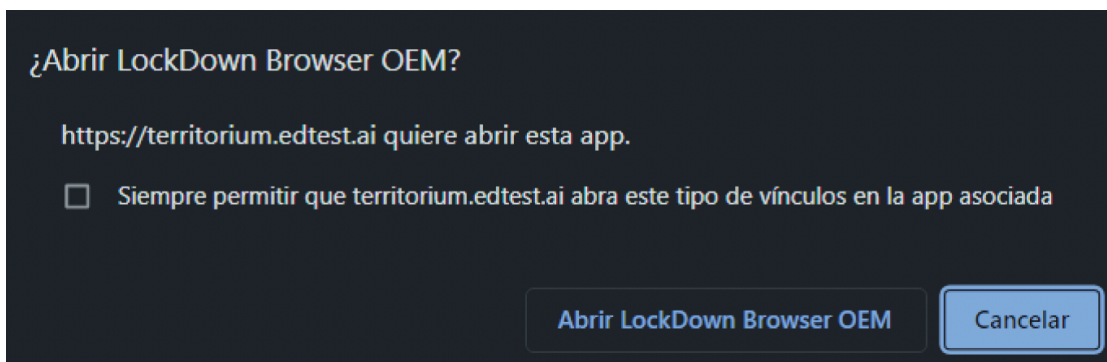 ¿Abrir LockDown Browser OEM?
https://territorium.edtest.ai quiere abrir esta app.
Siempre permitir que territorium.edtest.ai abra este tipo de vínculos en la app asociada
Abrir LockDown Browser OEM
Cancelar